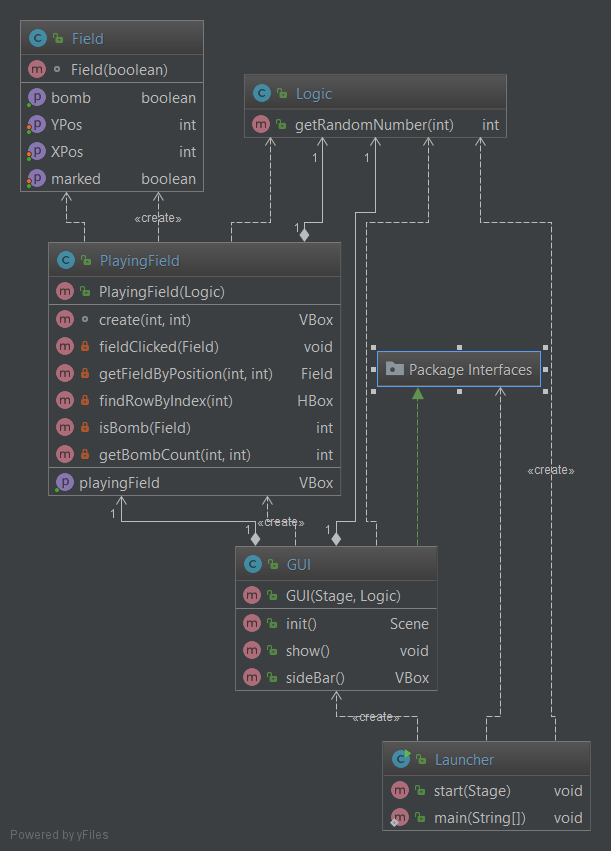 Field
Field(boolean)
bomb boolean
YPos int
XPos int
marked boolean
Logic
getRandomNumber(int) int
1
1
1
«create»
PlayingField
PlayingField(Logic)
create(int, int) VBox
fieldClicked(Field) void
getFieldByPosition(int, int) Field
findRowByIndex(int) HBox
isBomb(Field) int
getBombCount(int, int) int
playingField VBox
Package Interfaces
«create»
1
1
«create»
1
GUI
GUI(Stage, Logic)
init() Scene
show() void
sideBar() VBox
«create»
Launcher
start(Stage) void
main(String[]) void
Powered by yFiles